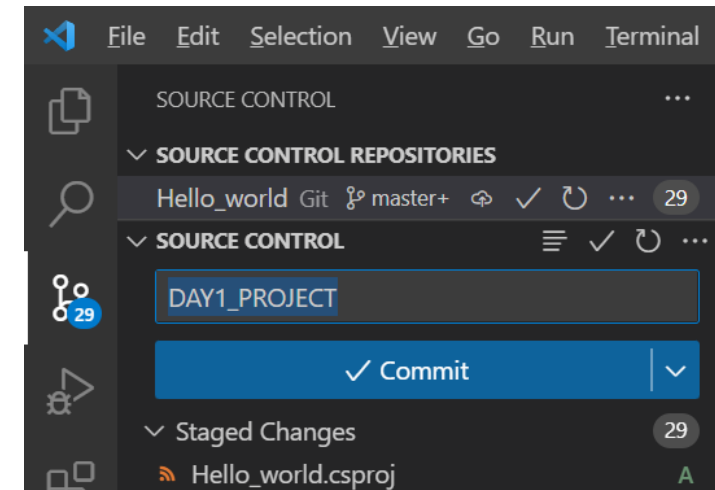 File Edit Selection View Go Run Terminal
SOURCE CONTROL
SOURCE CONTROL REPOSITORIES
Hello_world Git master+ 29
SOURCE CONTROL
29
DAY1_PROJECT
Commit
Staged Changes 29
Hello_world.csproj A